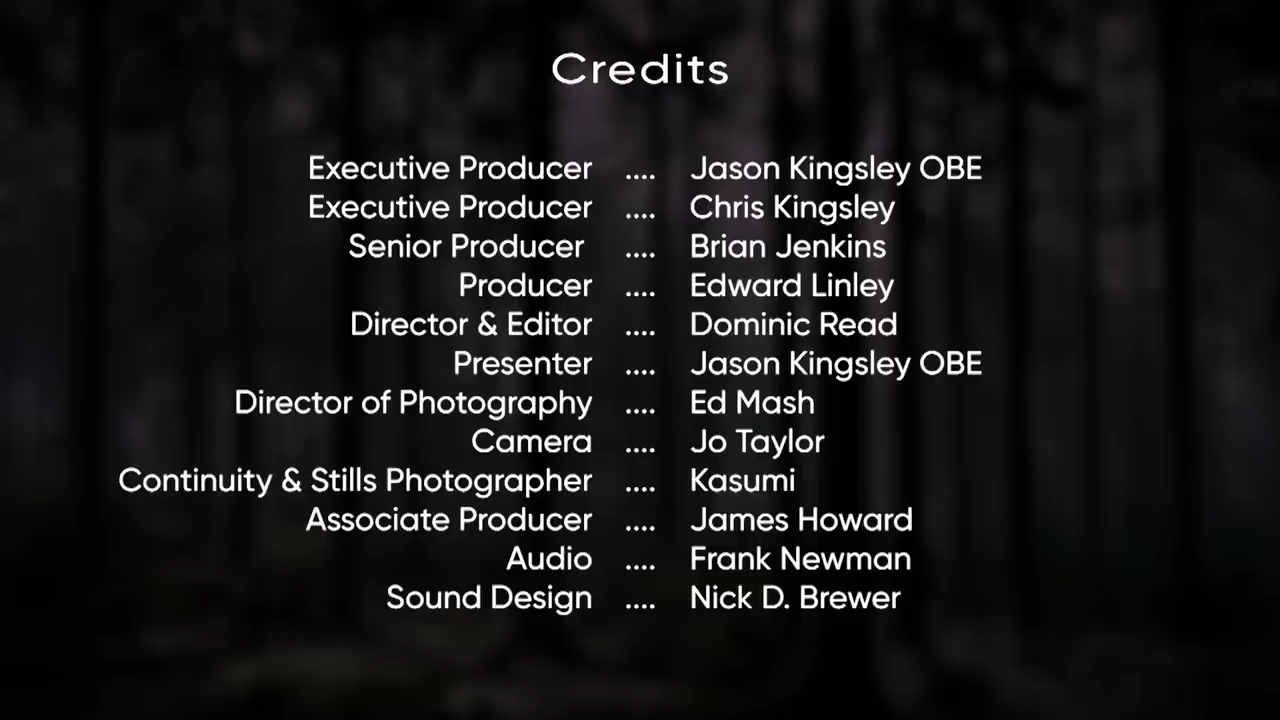 Credits
Executive Producer .... Jason Kingsley OBE
Executive Producer .... Chris Kingsley
Senior Producer .... Brian Jenkins
Producer .... Edward Linley
Director & Editor .... Dominic Read
Presenter .... Jason Kingsley OBE
Director of Photography .... Ed Mash
Camera .... Jo Taylor
Continuity & Stills Photographer .... Kasumi
Associate Producer .... James Howard
Audio .... Frank Newman
Sound Design .... Nick D. Brewer